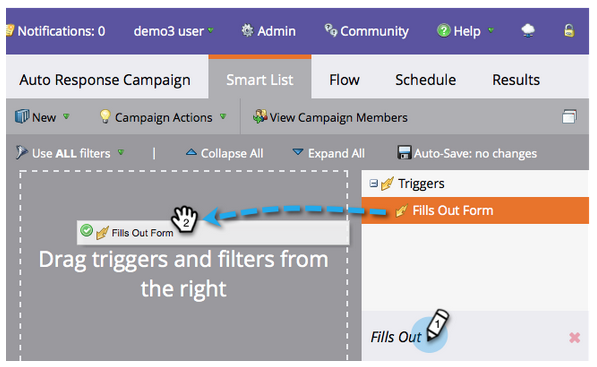 Notifications: 0 demo3 user Admin Community Help
Auto Response Campaign Smart List Flow Schedule Results
New Campaign Actions View Campaign Members
Use ALL filters | Collapse All Expand All Auto-Save: no changes
Triggers
Fills Out Form
2
Fills Out Form
Drag triggers and filters from
the right
1
Fills Out